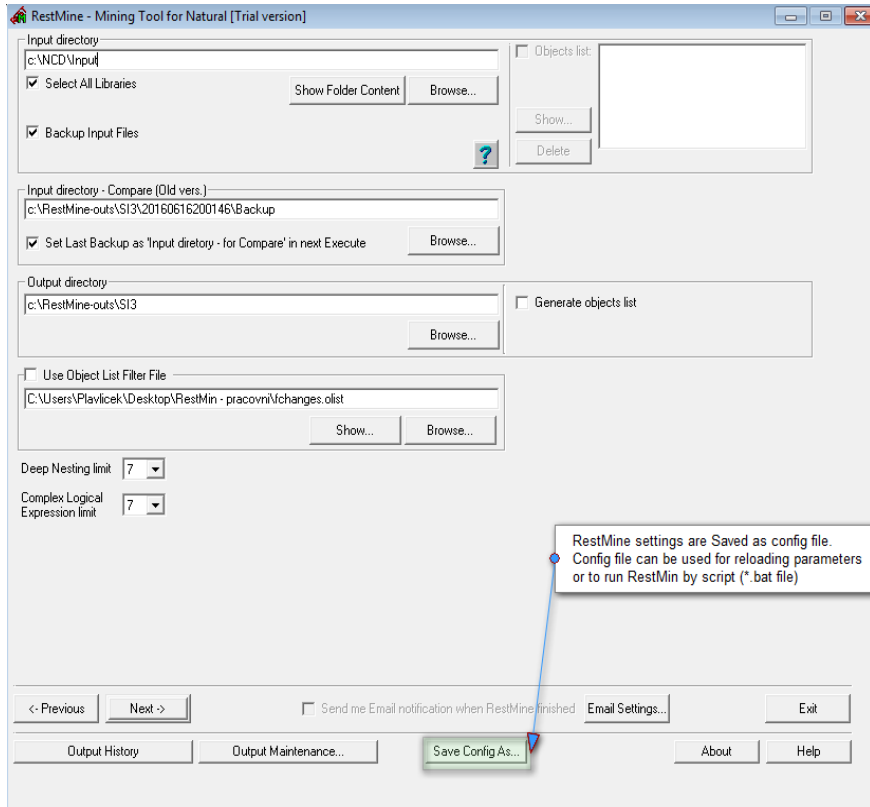 RestMine - Mining Tool for Natural [Trial version]
Input directory
c:\NCD\Input
Select All Libraries
Show Folder Content
Browse...
Backup Input Files
?
Objects list:
Show...
Delete
Input directory - Compare (Old vers.)
c:\RestMine-outs\SI3\20160616200146\Backup
Set Last Backup as 'Input diretory - for Compare' in next Execute
Browse...
Output directory
c:\RestMine-outs\SI3
Browse...
Generate objects list
Use Object List Filter File
C:\Users\Plavlicek\Desktop\RestMin - pracovni\fchanges.olist
Show...
Browse...
Deep Nesting limit
7
Complex Logical
Expression limit
7
RestMine settings are Saved as config file.
Config file can be used for reloading parameters
or to run RestMin by script (*.bat file)
<- Previous
Next ->
Send me Email notification when RestMine finished
Email Settings...
Exit
Output History
Output Maintenance...
Save Config As...
About
Help